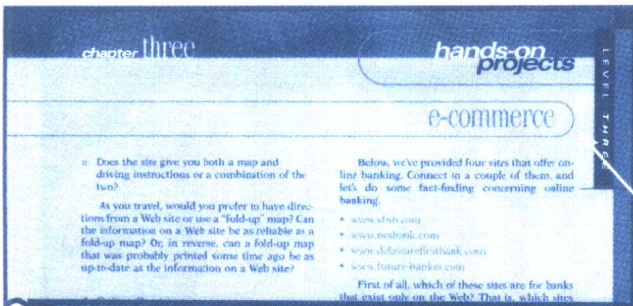 chapter three
hands-on
projects
LEVEL THREE
e-commerce
e Does the site give you both a map and
driving instructions or a combination of the
two?
As you travel, would you prefer to have direc-
tions from a Web site or use a "fold-up" map? Can
the information on a Web site be as reliable as a
fold-up map? Or, in reverse, can a fold-up map
that was probably printed some time ago be as
up-to-date as the information on a Web site?
Below, we've provided four sites that offer on-
line banking. Connect to a couple of them, and
let's do some fact-finding concerning online
banking.
• www.sfnb.com
• www.netbank.com
• www.delawarefirstbank.com
• www.future-banker.com
First of all, which of these sites are for banks
that exist only on the Web? That is, which sites